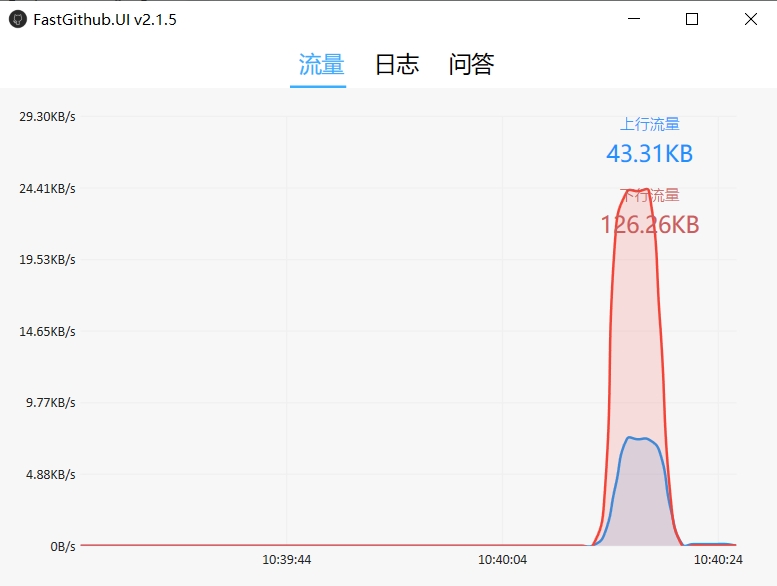 FastGithub.UI v2.1.5
流量 日志 问答
29.30KB/s
上行流量
43.31KB
24.41KB/s
下行流量
126.26KB
19.53KB/s
14.65KB/s
9.77KB/s
4.88KB/s
0B/s
10:39:44 10:40:04 10:40:24